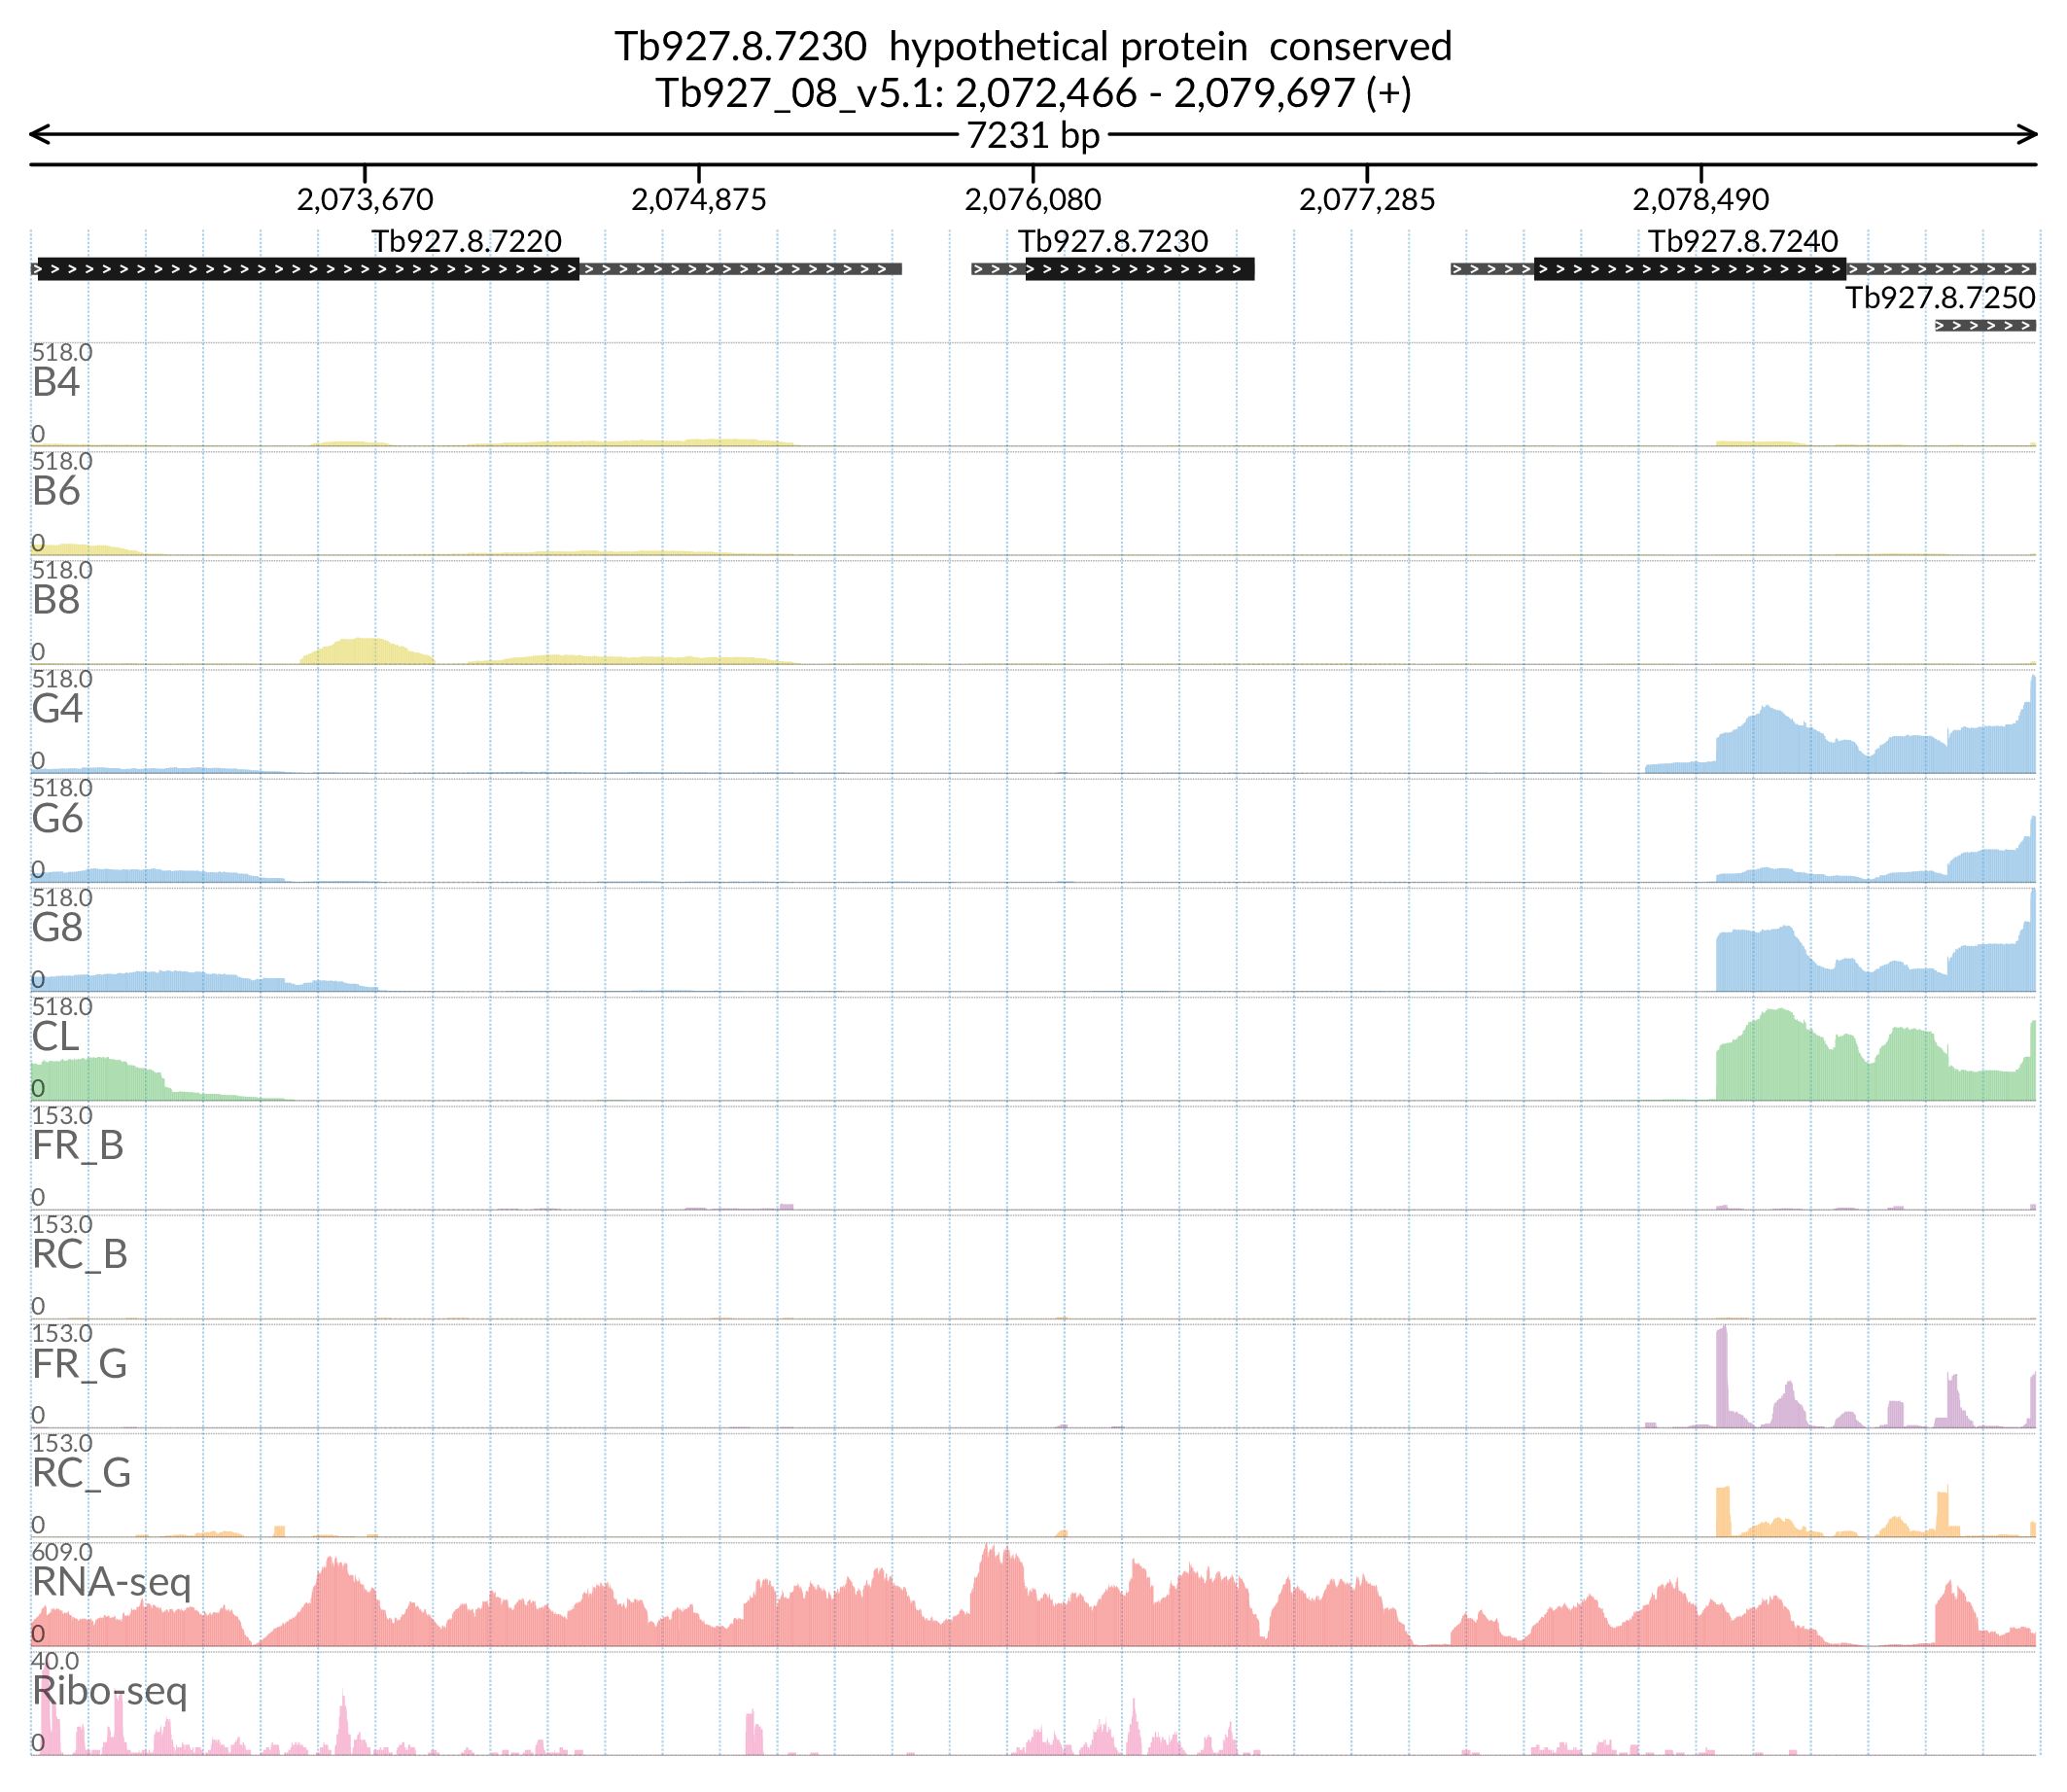 Tb927.8.7230  hypothetical protein  conserved
Tb927_08_v5.1: 2,072,466 - 2,079,697 (+)
7231 bp
2,073,670 2,074,875 2,076,080 2,077,285 2,078,490
Tb927.8.7220 Tb927.8.7230 Tb927.8.7240
Tb927.8.7250
518.0
B4
0
518.0
B6
0
518.0
B8
0
518.0
G4
0
518.0
G6
0
518.0
G8
0
518.0
CL
0
153.0
FR_B
0
153.0
RC_B
0
153.0
FR_G
0
153.0
RC_G
0
609.0
RNA-seq
0
40.0
Ribo-seq
0